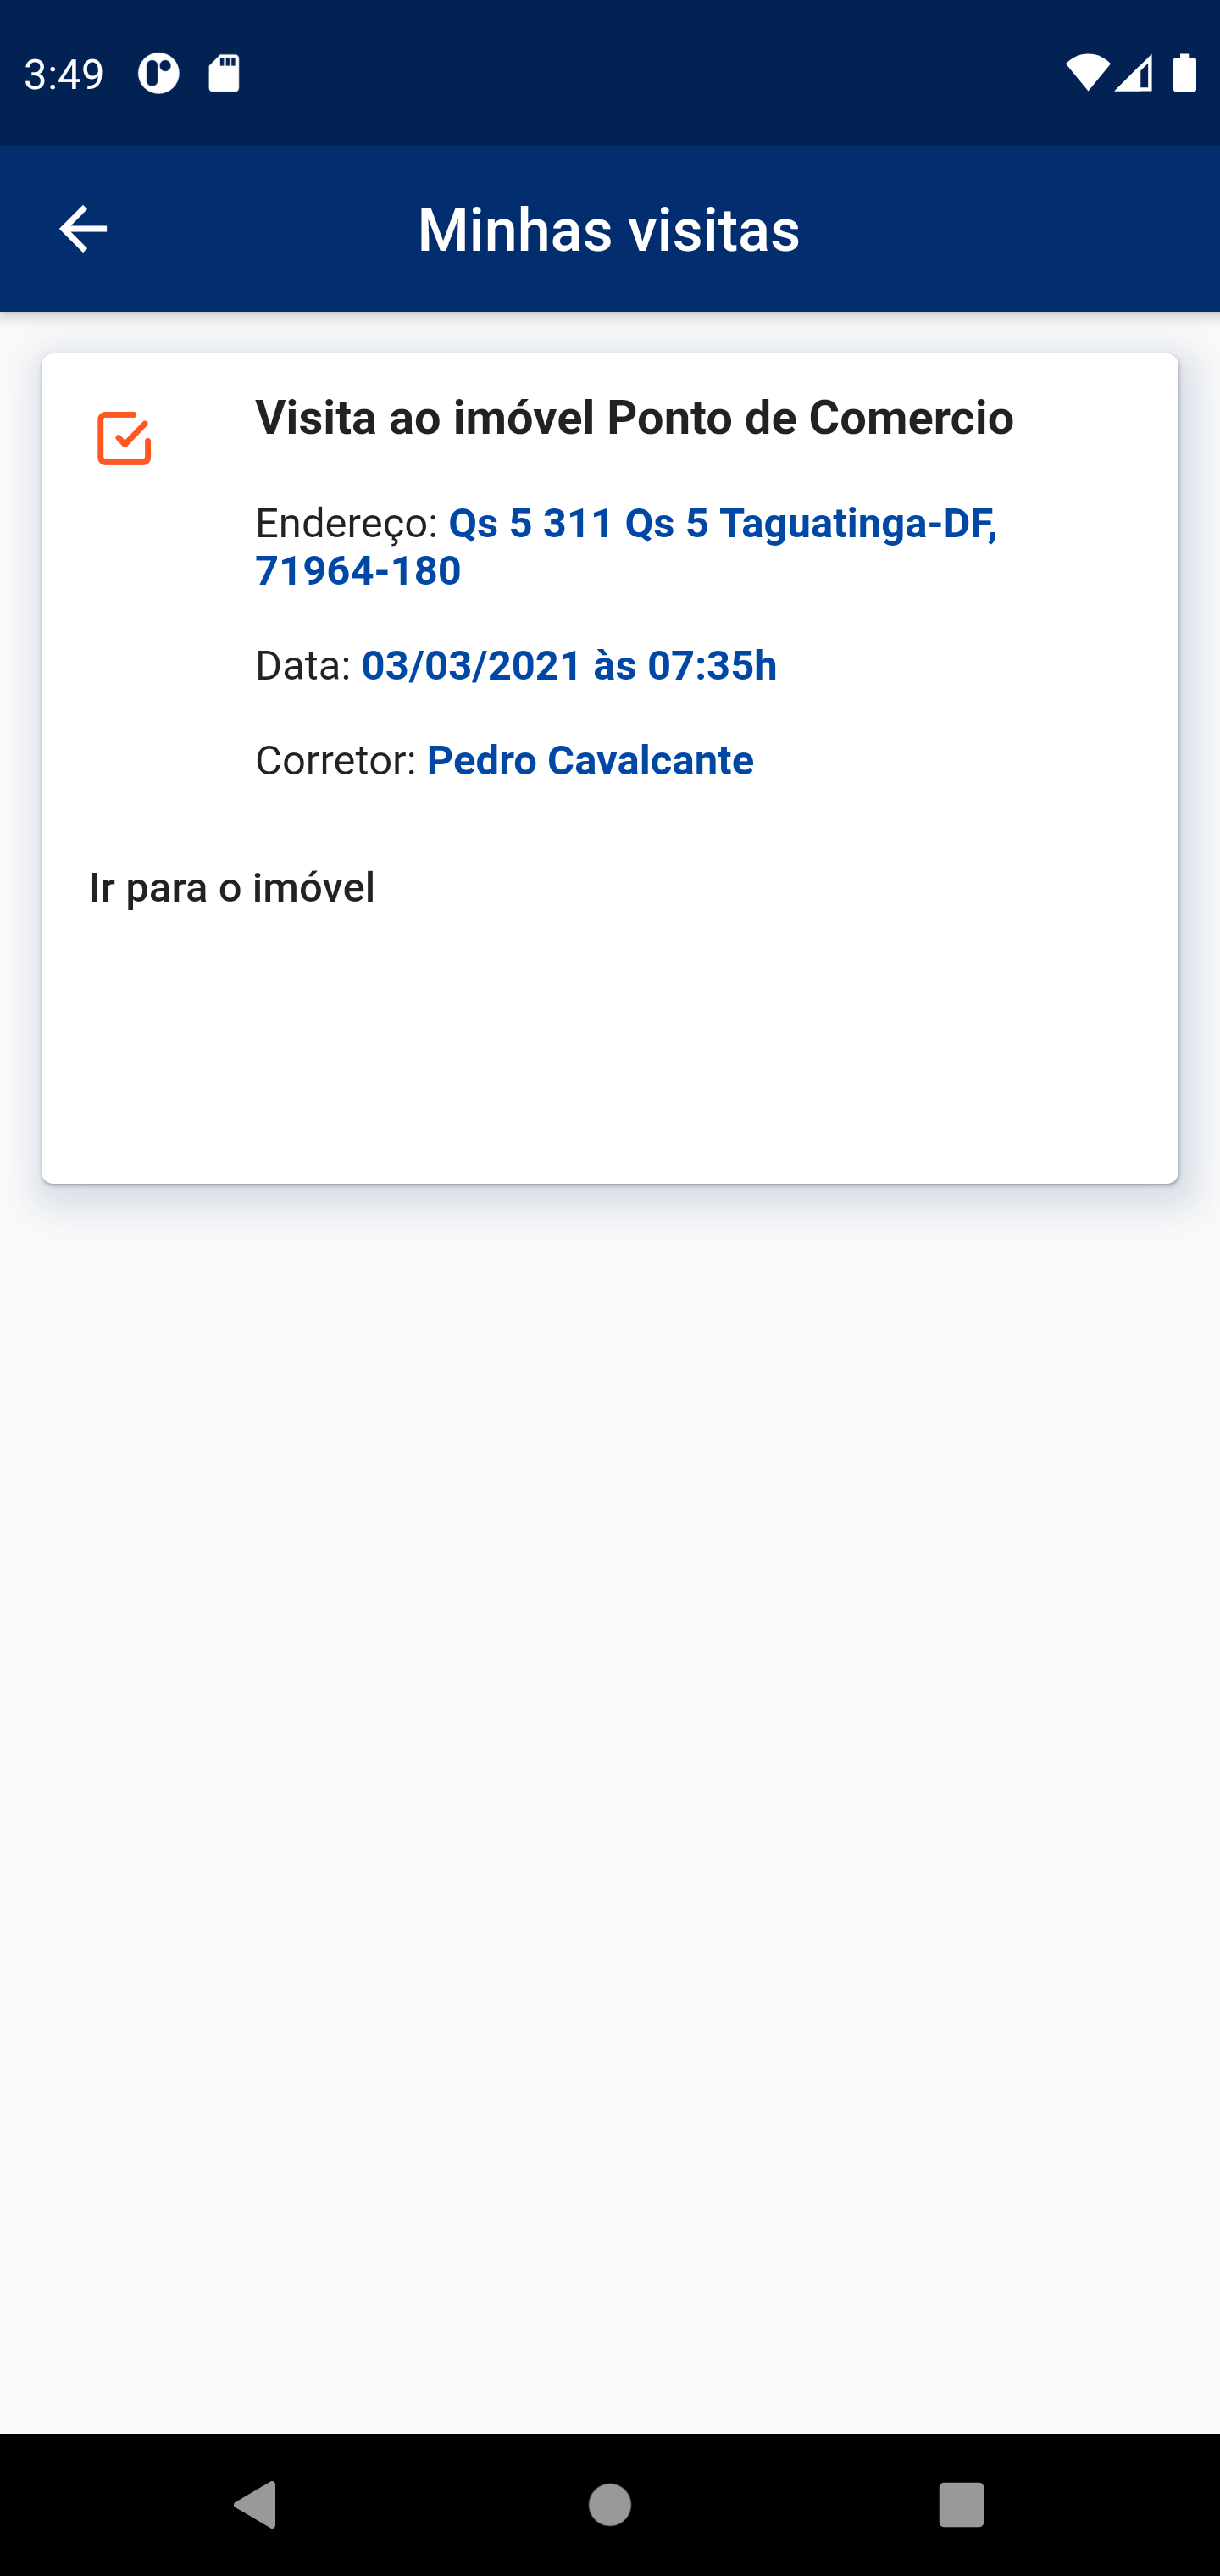 3:49
Minhas visitas
Visita ao imóvel Ponto de Comercio
Endereço: Qs 5 311 Qs 5 Taguatinga-DF,
71964-180
Data: 03/03/2021 às 07:35h
Corretor: Pedro Cavalcante
Ir para o imóvel